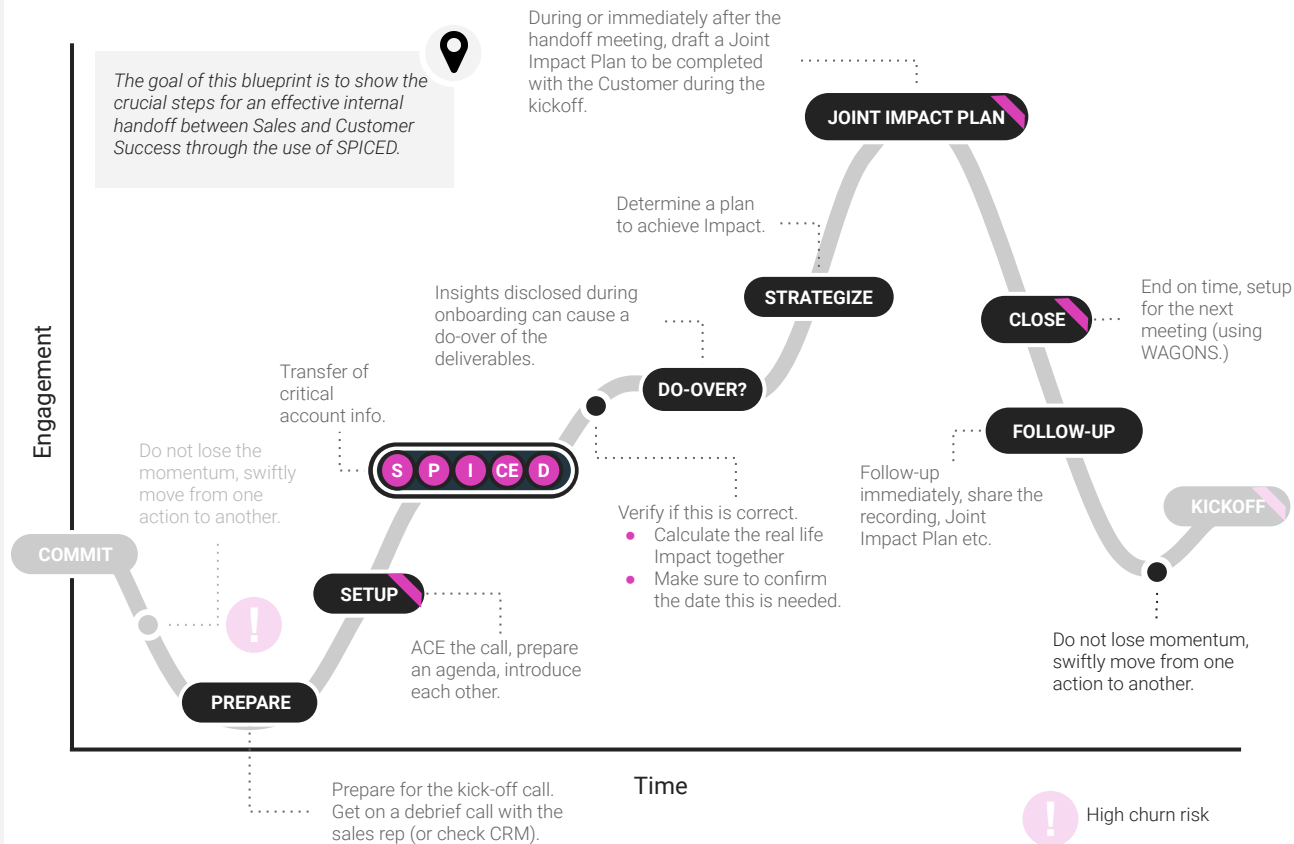 During or immediately after the
handoff meeting, draft a Joint
Impact Plan to be completed
with the Customer during the
kickoff.
The goal of this blueprint is to show the
crucial steps for an effective internal
handoff between Sales and Customer
Success through the use of SPICED.
JOINT IMPACT PLAN
Determine a plan
to achieve Impact.
STRATEGIZE
Insights disclosed during
onboarding can cause a
do-over of the
deliverables.
End on time, setup
for the next
meeting (using
WAGONS.)
CLOSE
Engagement
Transfer of
critical
account info.
DO-OVER?
FOLLOW-UP
Do not lose the
momentum, swiftly
move from one
action to another.
S P I CE D
Follow-up
immediately, share the
recording, Joint
Impact Plan etc.
KICKOFF
Verify if this is correct.
• Calculate the real life
Impact together
• Make sure to confirm
the date this is needed.
COMMIT
SETUP
!
ACE the call, prepare
an agenda, introduce
each other.
Do not lose momentum,
swiftly move from one
action to another.
PREPARE
Time
Prepare for the kick-off call.
Get on a debrief call with the
sales rep (or check CRM).
! High churn risk